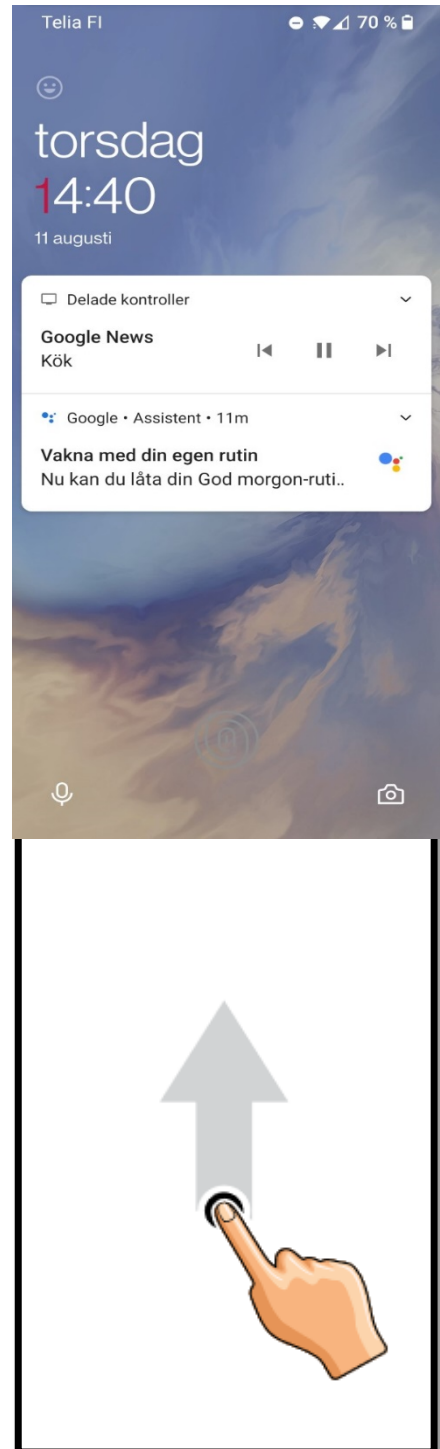 Telia FI 70 %
torsdag
14:40
11 augusti
Delade kontroller
Google News
Kök
Google • Assistent • 11m
Vakna med din egen rutin
Nu kan du låta din God morgon-ruti..